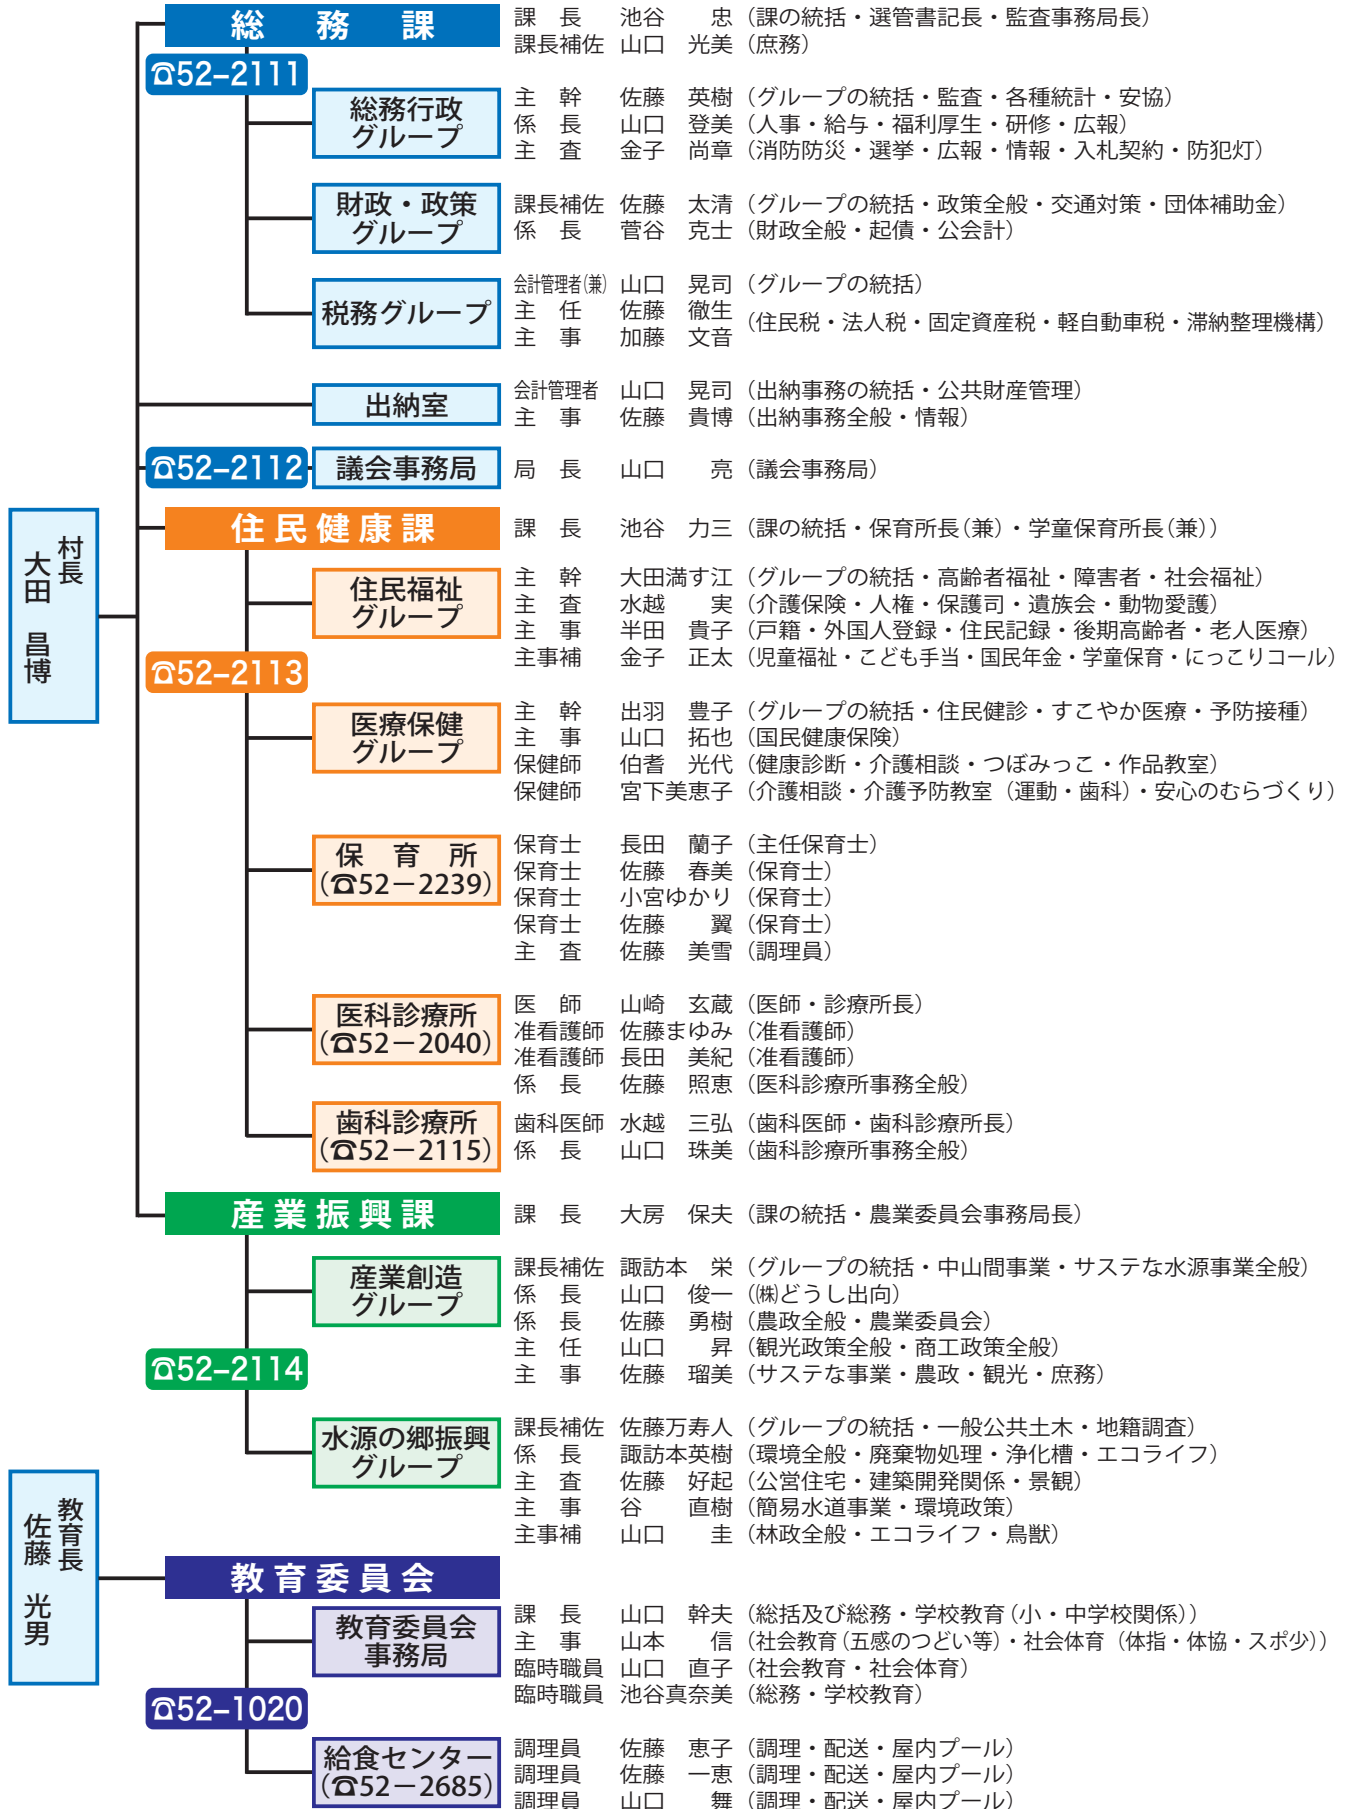 総務課
☎52–2111
課長 池谷 忠（課の統括・選管書記長・監査事務局長）
課長補佐 山口 光美（庶務）
総務行政
グループ
主幹 佐藤 英樹（グループの統括・監査・各種統計・安協）
係長 山口 登美（人事・給与・福利厚生・研修・広報）
主査 金子 尚章（消防防災・選挙・広報・情報・入札契約・防犯灯）
財政・政策
グループ
課長補佐 佐藤 太清（グループの統括・政策全般・交通対策・団体補助金）
係長 菅谷 克士（財政全般・起債・公会計）
税務グループ
会計管理者(兼) 山口 晃司（グループの統括）
主任 佐藤 徹生
主事 加藤 文音
（住民税・法人税・固定資産税・軽自動車税・滞納整理機構）
出納室
会計管理者 山口 晃司（出納事務の統括・公共財産管理）
主事 佐藤 貴博（出納事務全般・情報）
☎52–2112
議会事務局
局長 山口 亮（議会事務局）
村長
大田 昌博
住民健康課
課長 池谷 力三（課の統括・保育所長（兼）・学童保育所長（兼））
☎52–2113
住民福祉
グループ
主幹 大田満す江（グループの統括・高齢者福祉・障害者・社会福祉）
主査 水越 実（介護保険・人権・保護司・遺族会・動物愛護）
主事 半田 貴子（戸籍・外国人登録・住民記録・後期高齢者・老人医療）
主事補 金子 正太（児童福祉・こども手当・国民年金・学童保育・にっこりコール）
医療保健
グループ
主幹 出羽 豊子（グループの統括・住民健診・すこやか医療・予防接種）
主事 山口 拓也（国民健康保険）
保健師 伯耆 光代（健康診断・介護相談・つぼみっこ・作品教室）
保健師 宮下美恵子（介護相談・介護予防教室（運動・歯科）・安心のむらづくり）
保育所
（☎52－2239）
保育士 長田 蘭子（主任保育士）
保育士 佐藤 春美（保育士）
保育士 小宮ゆかり（保育士）
保育士 佐藤 翼（保育士）
主査 佐藤 美雪（調理員）
医科診療所
（☎52－2040）
医師 山崎 玄蔵（医師・診療所長）
准看護師 佐藤まゆみ（准看護師）
准看護師 長田 美紀（准看護師）
係長 佐藤 照恵（医科診療所事務全般）
歯科診療所
（☎52－2115）
歯科医師 水越 三弘（歯科医師・歯科診療所長）
係長 山口 珠美（歯科診療所事務全般）
産業振興課
課長 大房 保夫（課の統括・農業委員会事務局長）
☎52–2114
産業創造
グループ
課長補佐 諏訪本 栄（グループの統括・中山間事業・サステな水源事業全般）
係長 山口 俊一（㈱どうし出向）
係長 佐藤 勇樹（農政全般・農業委員会）
主任 山口 昇（観光政策全般・商工政策全般）
主事 佐藤 瑠美（サステな事業・農政・観光・庶務）
水源の郷振興
グループ
課長補佐 佐藤万寿人（グループの統括・一般公共土木・地籍調査）
係長 諏訪本英樹（環境全般・廃棄物処理・浄化槽・エコライフ）
主査 佐藤 好起（公営住宅・建築開発関係・景観）
主事 谷 直樹（簡易水道事業・環境政策）
主事補 山口 圭（林政全般・エコライフ・鳥獣）
教育長
佐藤 光男
教育委員会
☎52–1020
教育委員会
事務局
課長 山口 幹夫（総括及び総務・学校教育（小・中学校関係））
主事 山本 信（社会教育（五感のつどい等）・社会体育（体指・体協・スポ少））
臨時職員 山口 直子（社会教育・社会体育）
臨時職員 池谷真奈美（総務・学校教育）
給食センター
（☎52－2685）
調理員 佐藤 恵子（調理・配送・屋内プール）
調理員 佐藤 一恵（調理・配送・屋内プール）
調理員 山口 舞（調理・配送・屋内プール）